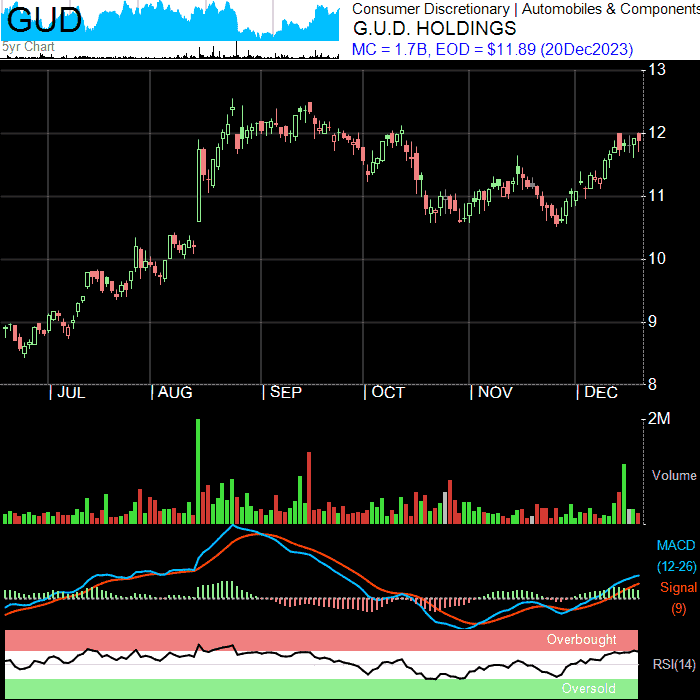 GUD
5yr Chart
Consumer Discretionary | Automobiles & Components
G.U.D. HOLDINGS
MC = 1.7B, EOD = $11.89 (20Dec2023)
13
12
11
10
9
8
| JUL | AUG | SEP | OCT | NOV | DEC
2M
Volume
MACD
(12-26)
Signal
(9)
Overbought
RSI(14)
Oversold